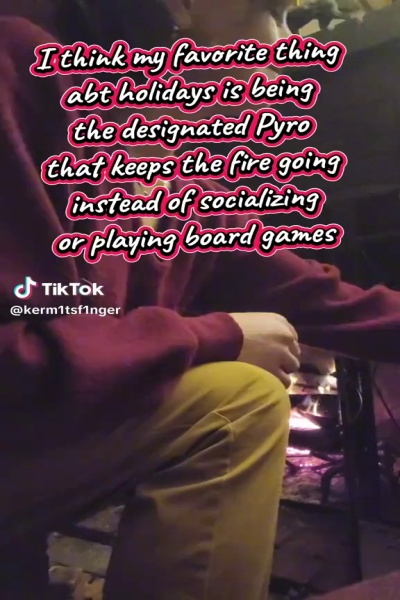 I think my favorite thing
abt holidays is being
the designated Pyro
that keeps the fire going
instead of socializing
or playing board games
TikTok
@kerm1tsf1nger